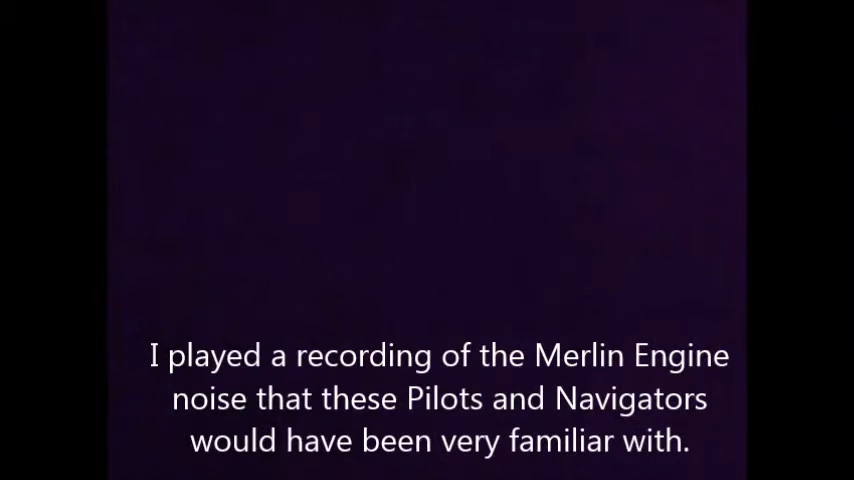 I played a recording of the Merlin Engine
noise that these Pilots and Navigators
would have been very familiar with.